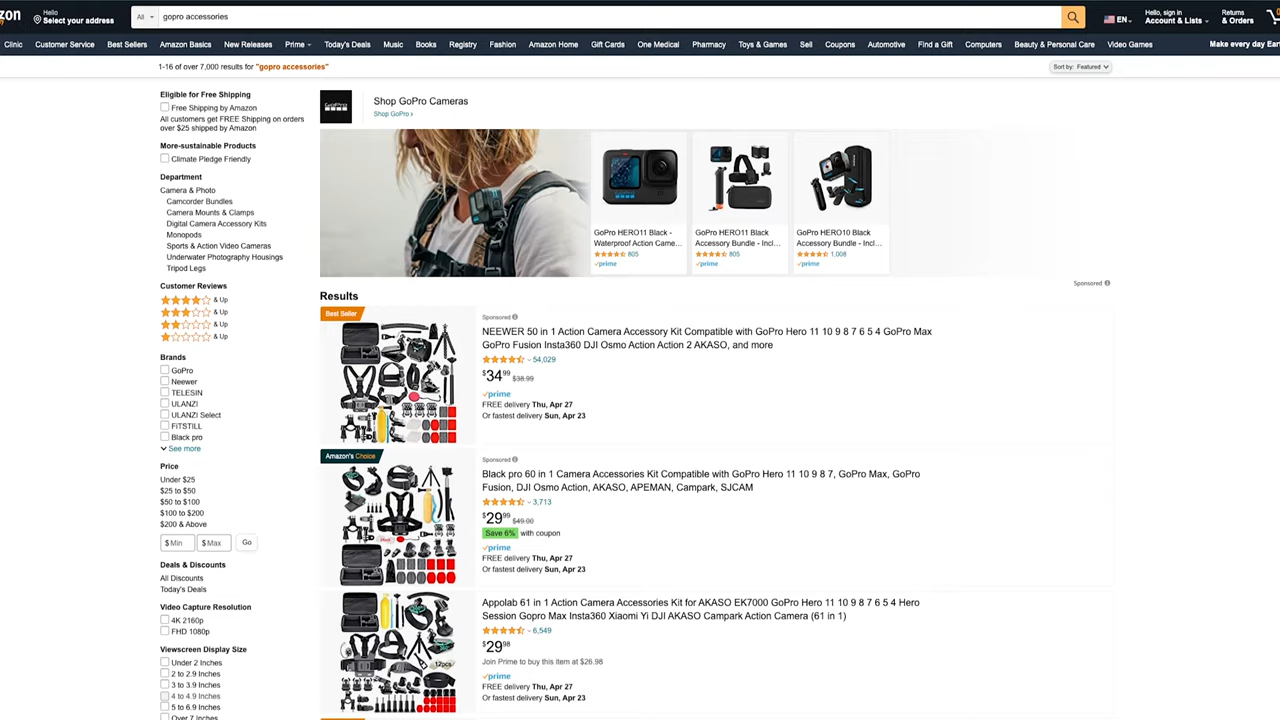 zon
Hello
Select your address
All
gopro accessories
EN
Hello, sign in
Account & Lists
Returns
& Orders
Clinic
Customer Service
Best Sellers
Amazon Basics
New Releases
Prime
Today's Deals
Music
Books
Registry
Fashion
Amazon Home
Gift Cards
One Medical
Pharmacy
Toys & Games
Sell
Coupons
Automotive
Find a Gift
Computers
Beauty & Personal Care
Video Games
Make every day Ear
1-16 of over 7,000 results for "gopro accessories"
Sort by: Featured
Eligible for Free Shipping
Free Shipping by Amazon
All customers get FREE Shipping on orders
over $25 shipped by Amazon
More-sustainable Products
Climate Pledge Friendly
Department
Camera & Photo
Camcorder Bundles
Camera Mounts & Clamps
Digital Camera Accessory Kits
Monopods
Sports & Action Video Cameras
Underwater Photography Housings
Tripod Legs
Customer Reviews
& Up
& Up
& Up
& Up
Brands
GoPro
Neewer
TELESIN
ULANZI
ULANZI Select
FiTSTILL
Black pro
See more
Price
Under $25
$25 to $50
$50 to $100
$100 to $200
$200 & Above
$ Min
$ Max
Go
Deals & Discounts
All Discounts
Today's Deals
Video Capture Resolution
4K 2160p
FHD 1080p
Viewscreen Display Size
Under 2 Inches
2 to 2.9 Inches
3 to 3.9 Inches
4 to 4.9 Inches
5 to 6.9 Inches
Over 7 Inches
GoPro
Shop GoPro Cameras
Shop GoPro ›
GoPro HERO11 Black -
Waterproof Action Came...
805
prime
GoPro HERO11 Black
Accessory Bundle - Incl...
805
prime
GoPro HERO10 Black
Accessory Bundle - Incl...
1,008
prime
Sponsored
Results
Best Seller
Sponsored
NEEWER 50 in 1 Action Camera Accessory Kit Compatible with GoPro Hero 11 10 9 8 7 6 5 4 GoPro Max
GoPro Fusion Insta360 DJI Osmo Action Action 2 AKASO, and more
54,029
$34.99 $38.99
prime
FREE delivery Thu, Apr 27
Or fastest delivery Sun, Apr 23
Amazon's Choice
Sponsored
Black pro 60 in 1 Camera Accessories Kit Compatible with GoPro Hero 11 10 9 8 7, GoPro Max, GoPro
Fusion, DJI Osmo Action, AKASO, APEMAN, Campark, SJCAM
3,713
$29.99 $49.00
Save 6% with coupon
prime
FREE delivery Thu, Apr 27
Or fastest delivery Sun, Apr 23
12pcs
Appolab 61 in 1 Action Camera Accessories Kit for AKASO EK7000 GoPro Hero 11 10 9 8 7 6 5 4 Hero
Session Gopro Max Insta360 Xiaomi Yi DJI AKASO Campark Action Camera (61 in 1)
6,549
$29.98
Join Prime to buy this item at $26.98
prime
FREE delivery Thu, Apr 27
Or fastest delivery Sun, Apr 23